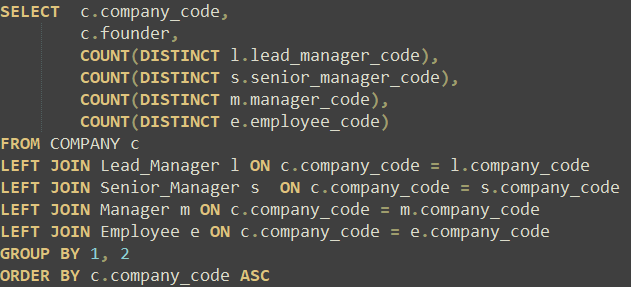 SELECT  c.company_code,
        c.founder,
        COUNT(DISTINCT l.lead_manager_code),
        COUNT(DISTINCT s.senior_manager_code),
        COUNT(DISTINCT m.manager_code),
        COUNT(DISTINCT e.employee_code)
FROM COMPANY c
LEFT JOIN Lead_Manager l ON c.company_code = l.company_code
LEFT JOIN Senior_Manager s  ON c.company_code = s.company_code
LEFT JOIN Manager m ON c.company_code = m.company_code
LEFT JOIN Employee e ON c.company_code = e.company_code
GROUP BY 1, 2
ORDER BY c.company_code ASC